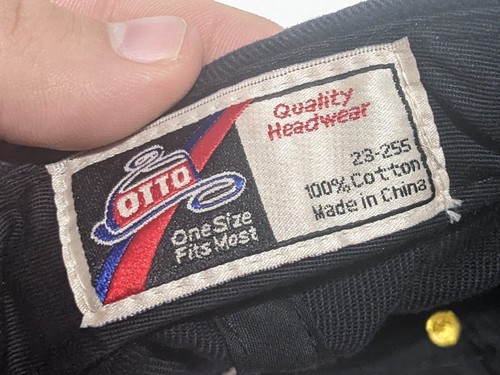 OTTO
One Size
Fits Most
Quality
Headwear
23-255
100% Cotton
Made in China